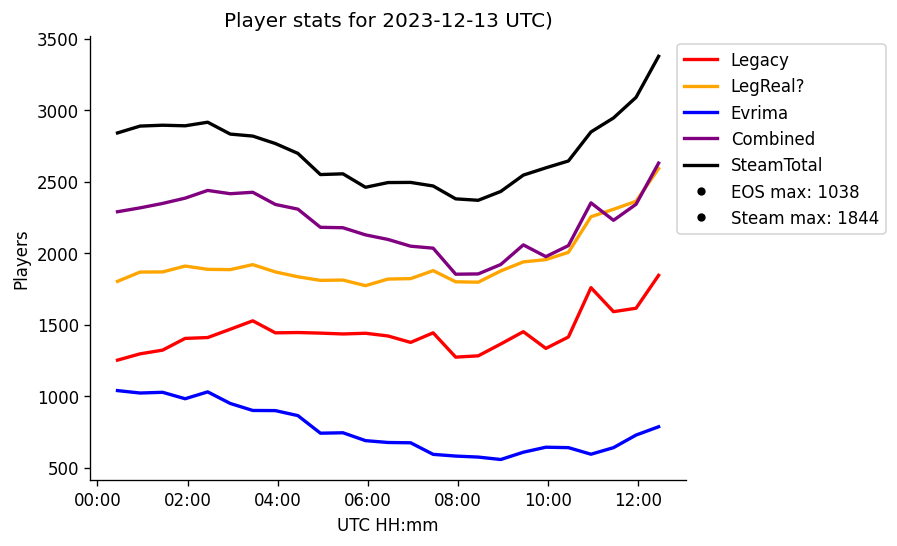 Player stats for 2023-12-13 UTC)
3500
3000
2500
2000
1500
1000
500
Players
00:00
02:00
04:00
06:00
08:00
10:00
12:00
UTC HH:mm
Legacy
LegReal?
Evrima
Combined
SteamTotal
EOS max: 1038
Steam max: 1844